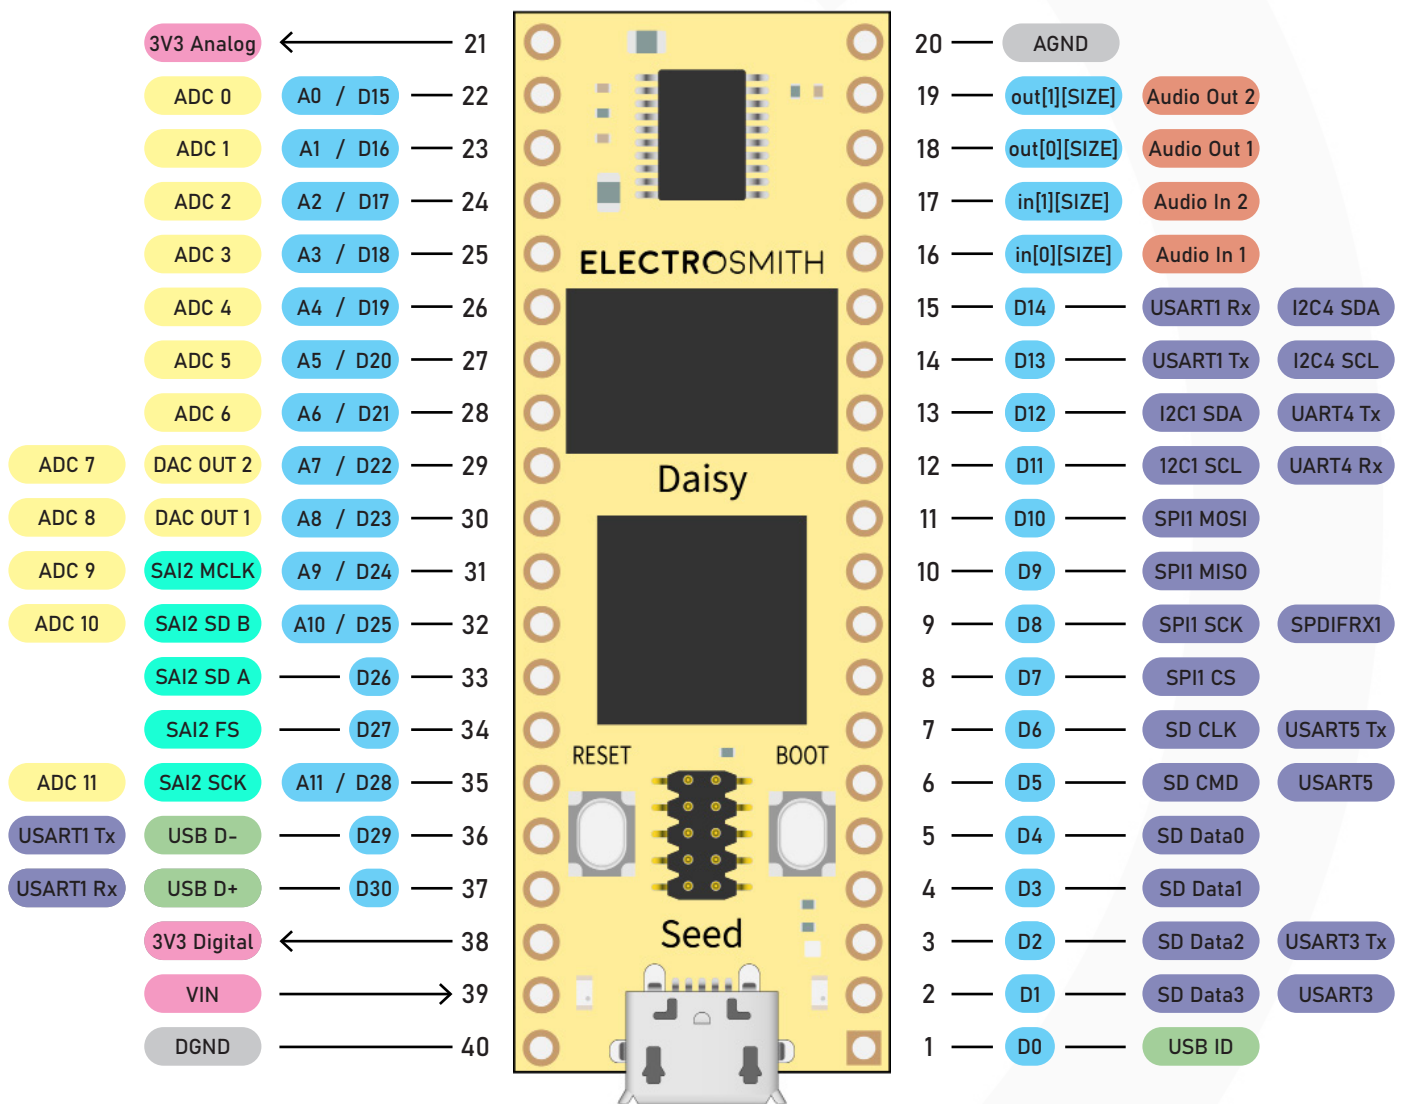 3V3 Analog 21 20 AGND
ADC 0 A0 / D15 22 19 out[1][SIZE] Audio Out 2
ADC 1 A1 / D16 23 18 out[0][SIZE] Audio Out 1
ADC 2 A2 / D17 24 17 in[1][SIZE] Audio In 2
ADC 3 A3 / D18 25 ELECTROSMITH 16 in[0][SIZE] Audio In 1
ADC 4 A4 / D19 26 15 D14 USART1 Rx I2C4 SDA
ADC 5 A5 / D20 27 14 D13 USART1 Tx I2C4 SCL
ADC 6 A6 / D21 28 13 D12 I2C1 SDA UART4 Tx
ADC 7 DAC OUT 2 A7 / D22 29 Daisy 12 D11 12C1 SCL UART4 Rx
ADC 8 DAC OUT 1 A8 / D23 30 11 D10 SPI1 MOSI
ADC 9 SAI2 MCLK A9 / D24 31 10 D9 SPI1 MISO
ADC 10 SAI2 SD B A10 / D25 32 9 D8 SPI1 SCK SPDIFRX1
SAI2 SD A D26 33 8 D7 SPI1 CS
SAI2 FS D27 34 7 D6 SD CLK USART5 Tx
RESET BOOT
ADC 11 SAI2 SCK A11 / D28 35 6 D5 SD CMD USART5
USART1 Tx USB D- D29 36 5 D4 SD Data0
USART1 Rx USB D+ D30 37 4 D3 SD Data1
3V3 Digital 38 Seed 3 D2 SD Data2 USART3 Tx
VIN 39 2 D1 SD Data3 USART3
DGND 40 1 D0 USB ID